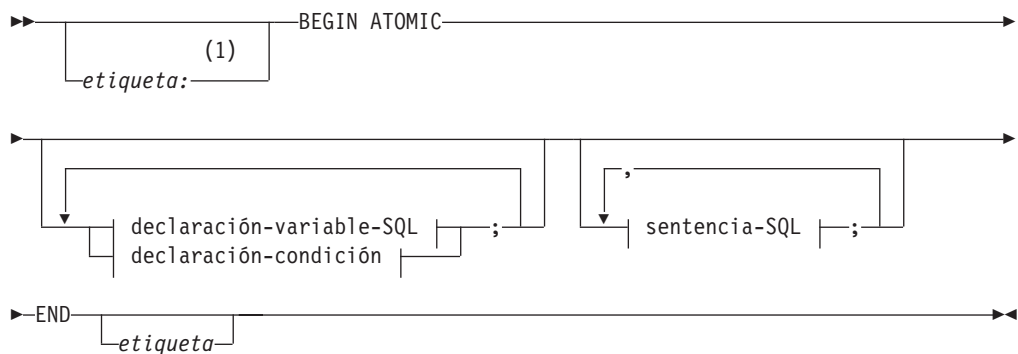 BEGIN ATOMIC
(1)
etiqueta:
,
declaración-variable-SQL ;
sentencia-SQL ;
declaración-condición
END
etiqueta